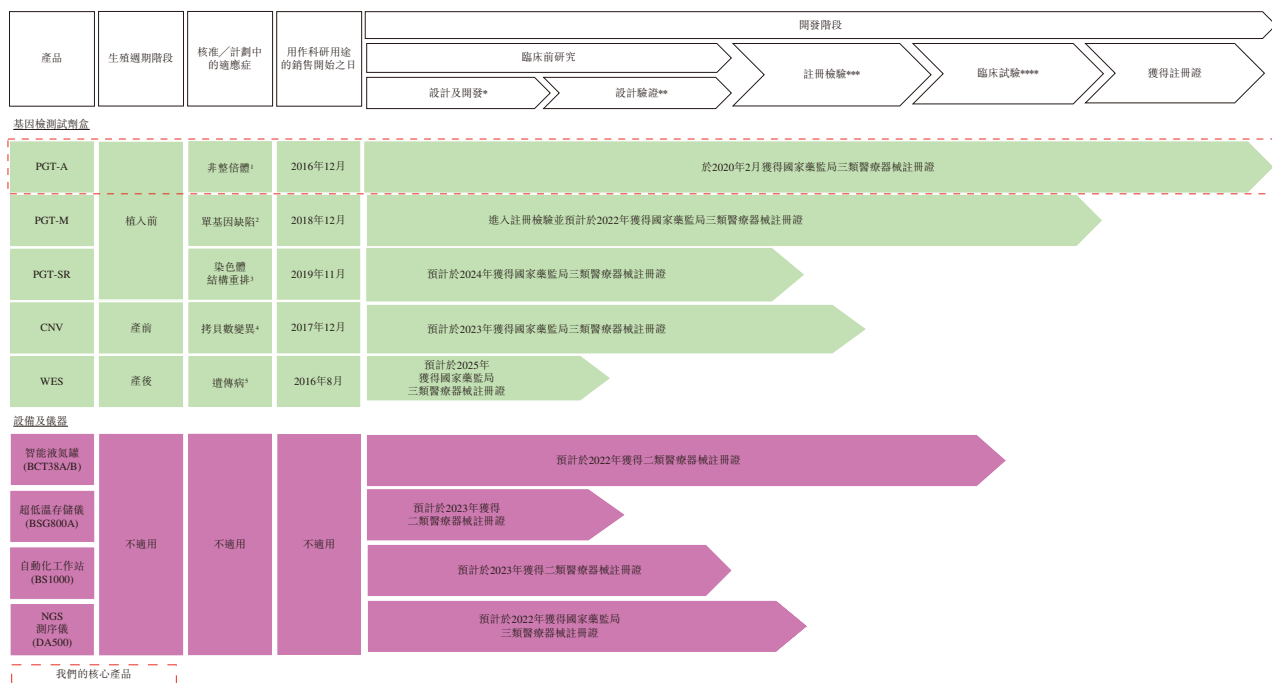 開發階段
產品
生殖週期階段
核准／計劃中
的適應症
用作科研用途
的銷售開始之日
臨床前研究
註冊檢驗***
臨床試驗****
獲得註冊證
設計及開發*
設計驗證**
基因檢測試劑盒
PGT-A
非整倍體¹
2016年12月
於2020年2月獲得國家藥監局三類醫療器械註冊證
PGT-M
植入前
單基因缺陷²
2018年12月
進入註冊檢驗並預計於2022年獲得國家藥監局三類醫療器械註冊證
PGT-SR
染色體
結構重排³
2019年11月
預計於2024年獲得國家藥監局三類醫療器械註冊證
CNV
產前
拷貝數變異⁴
2017年12月
預計於2023年獲得國家藥監局三類醫療器械註冊證
WES
產後
遺傳病⁵
2016年8月
預計於2025年
獲得國家藥監局
三類醫療器械註冊證
設備及儀器
智能液氮罐
(BCT38A/B)
預計於2022年獲得二類醫療器械註冊證
超低溫存儲儀
(BSG800A)
預計於2023年獲得
二類醫療器械註冊證
不適用
不適用
不適用
自動化工作站
(BS1000)
預計於2023年獲得二類醫療器械註冊證
NGS
測序儀
(DA500)
預計於2022年獲得國家藥監局
三類醫療器械註冊證
我們的核心產品